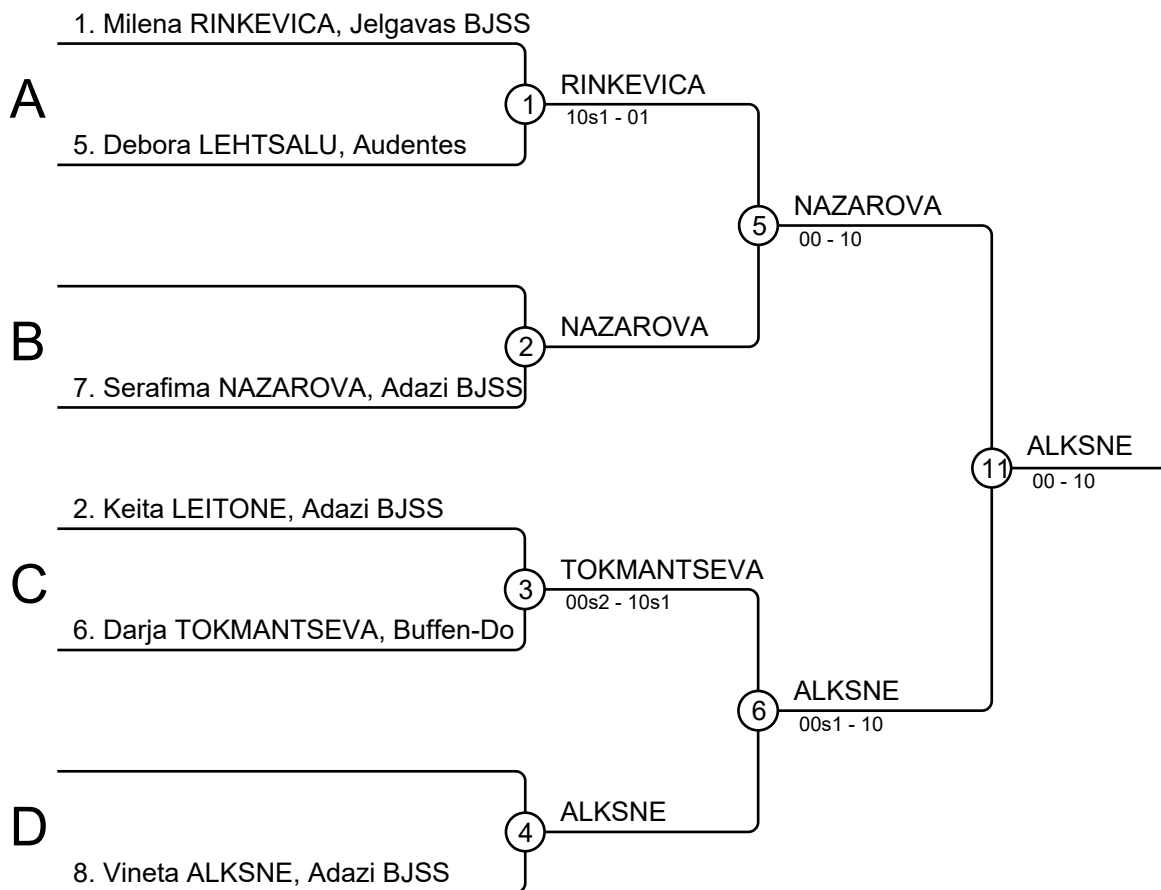 1. Milena RINKEVICA, Jelgavas BJSS
A
1
RINKEVICA
10s1 - 01
5. Debora LEHTSALU, Audentes
5
NAZAROVA
00 - 10
B
2
NAZAROVA
7. Serafima NAZAROVA, Adazi BJSS
11
ALKSNE
00 - 10
2. Keita LEITONE, Adazi BJSS
C
3
TOKMANTSEVA
00s2 - 10s1
6. Darja TOKMANTSEVA, Buffen-Do
6
ALKSNE
00s1 - 10
D
4
ALKSNE
8. Vineta ALKSNE, Adazi BJSS